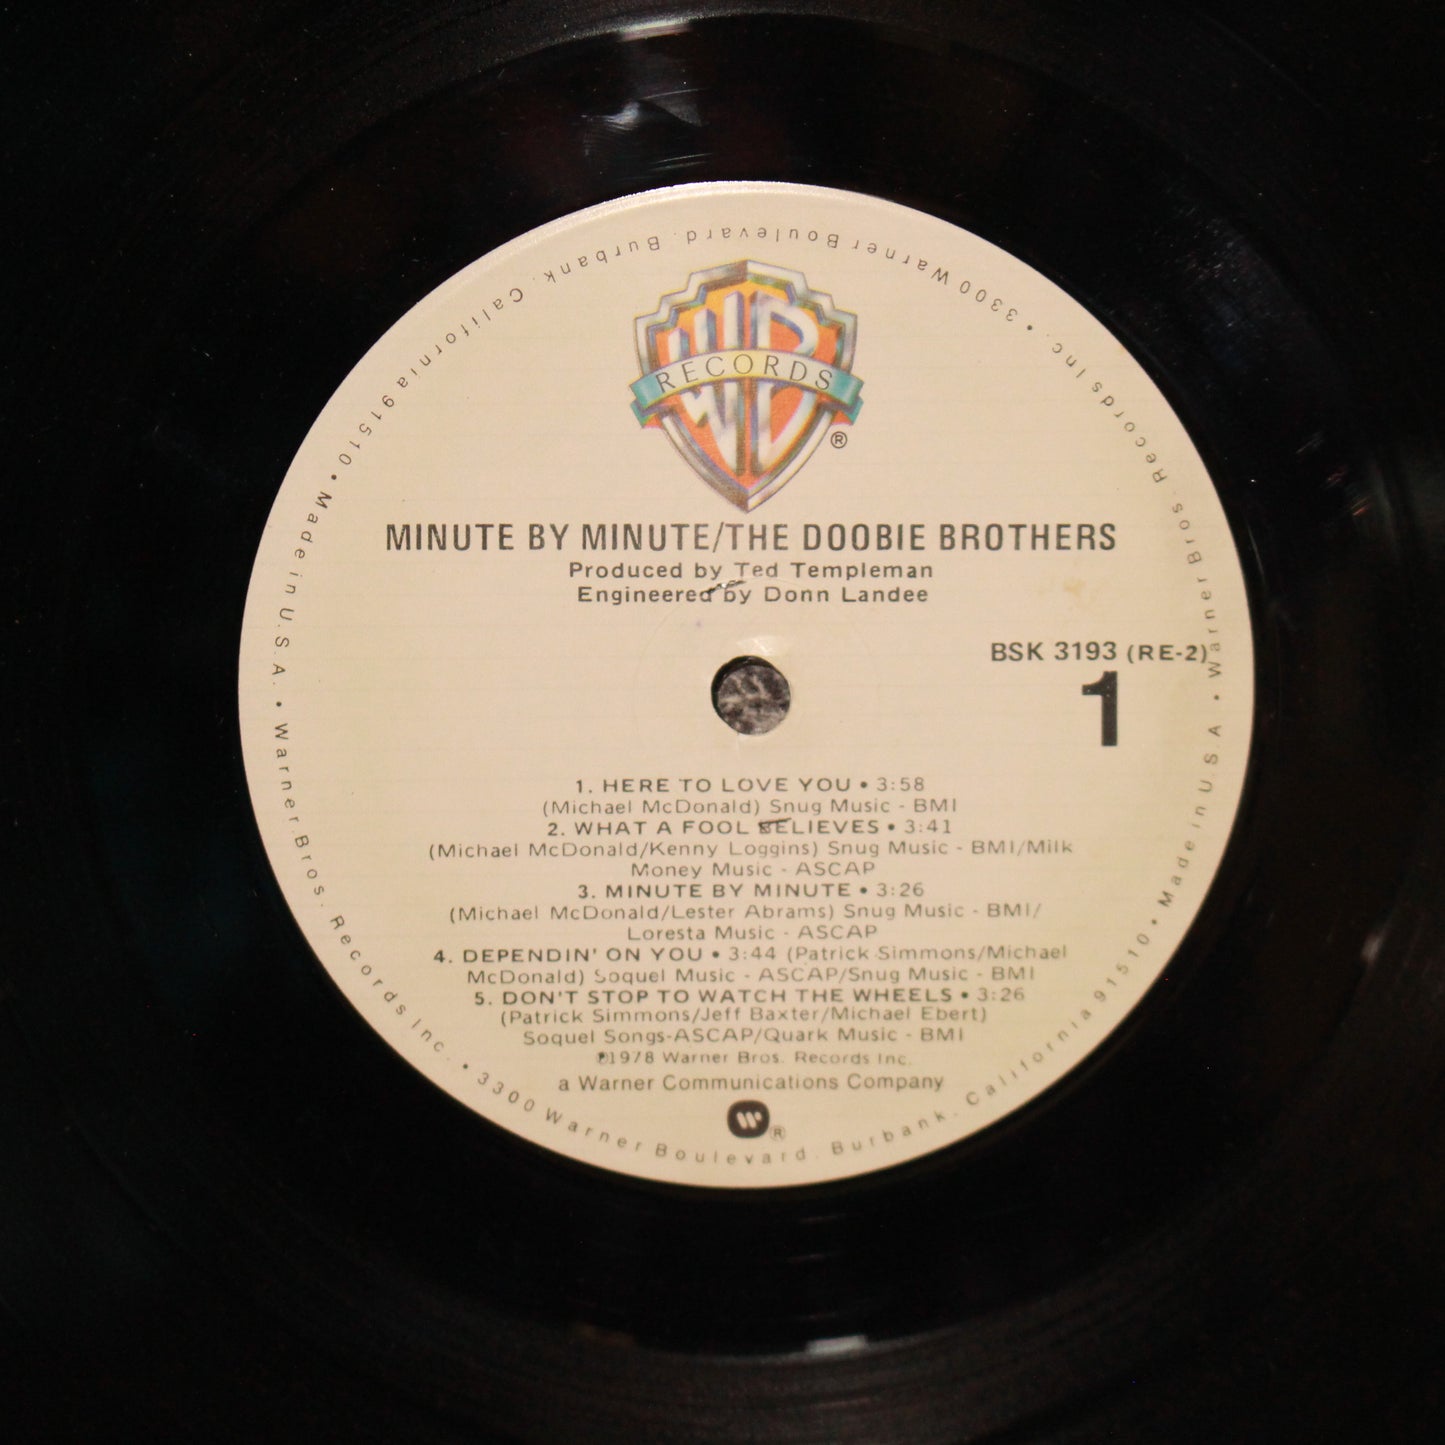 WB
RECORDS
®
MINUTE BY MINUTE/THE DOOBIE BROTHERS
Produced by Ted Templeman
Engineered by Donn Landee
BSK 3193 (RE-2)
1
1. HERE TO LOVE YOU • 3:58
(Michael McDonald) Snug Music - BMI
2. WHAT A FOOL BELIEVES • 3:41
(Michael McDonald/Kenny Loggins) Snug Music - BMI/Milk
Money Music - ASCAP
3. MINUTE BY MINUTE • 3:26
(Michael McDonald/Lester Abrams) Snug Music - BMI/
Loresta Music - ASCAP
4. DEPENDIN' ON YOU • 3:44 (Patrick Simmons/Michael
McDonald) Soquel Music - ASCAP/Snug Music - BMI
5. DON'T STOP TO WATCH THE WHEELS • 3:26
(Patrick Simmons/Jeff Baxter/Michael Ebert)
Soquel Songs-ASCAP/Quark Music - BMI
℗1978 Warner Bros. Records Inc.
a Warner Communications Company
W®
• Warner Bros. Records Inc. • 3300 Warner Boulevard. Burbank. California 91510 • Made in U.S.A. • Warner Bros. Records Inc. • 3300 Warner Boulevard. Burbank. California 91510 • Made in U.S.A